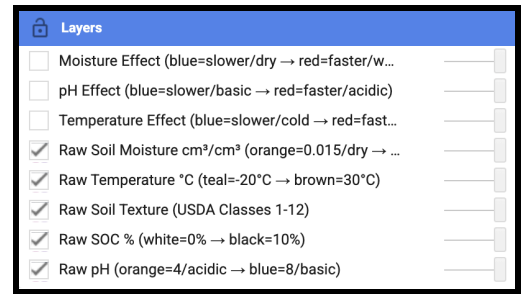 Layers
Moisture Effect (blue=slower/dry → red=faster/w...
pH Effect (blue=slower/basic → red=faster/acidic)
Temperature Effect (blue=slower/cold → red=fast...
Raw Soil Moisture cm³/cm³ (orange=0.015/dry → ...
Raw Temperature °C (teal=-20°C → brown=30°C)
Raw Soil Texture (USDA Classes 1-12)
Raw SOC % (white=0% → black=10%)
Raw pH (orange=4/acidic → blue=8/basic)